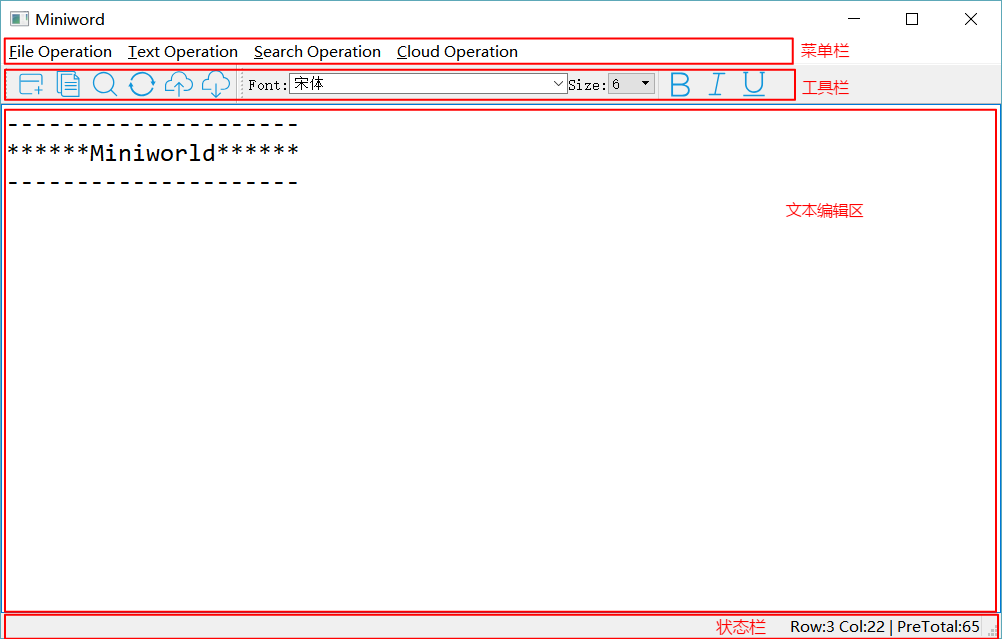 Miniword
File Operation Text Operation Search Operation Cloud Operation 菜单栏
Font: 宋体 Size: 6 B I U 工具栏
---------------------
******Miniworld******
---------------------
文本编辑区
状态栏 Row:3 Col:22 | PreTotal:65